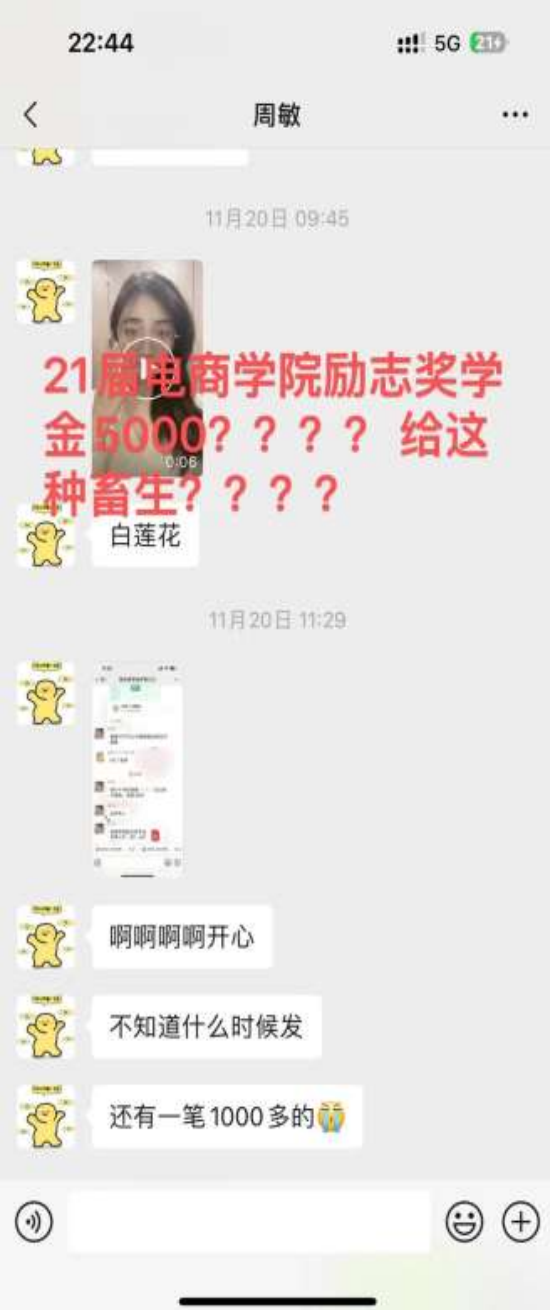 22:44
5G
21
周敏
11月20日 09:45
21届电商学院励志奖学
金5000？？？？ 给这
种畜生？？？？
0:06
白莲花
11月20日 11:29
啊啊啊啊开心
不知道什么时候发
还有一笔1000多的😭